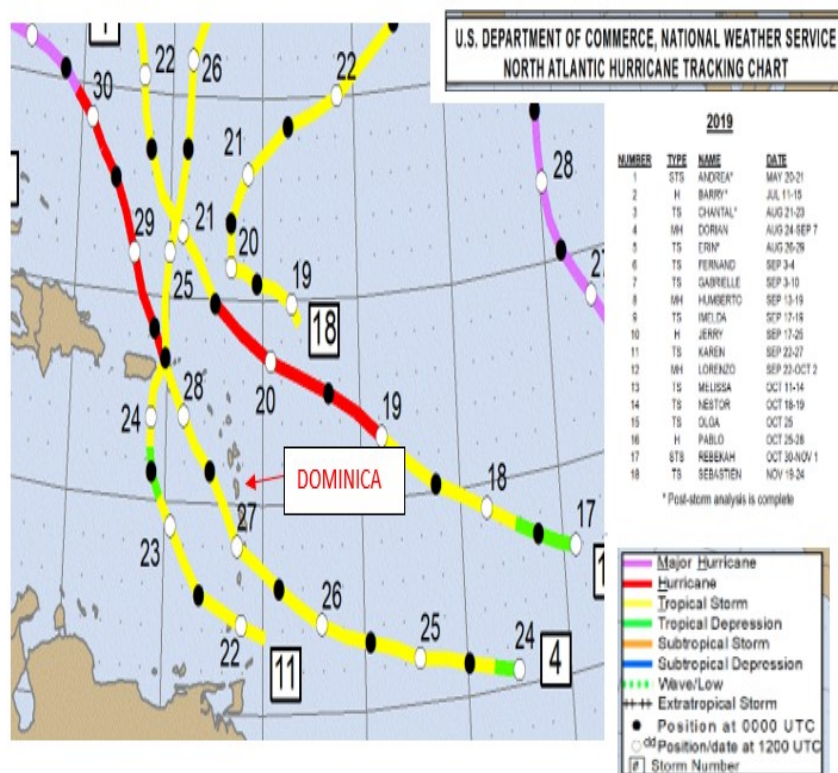 U.S. DEPARTMENT OF COMMERCE, NATIONAL WEATHER SERVICE
NORTH ATLANTIC HURRICANE TRACKING CHART
2019
NUMBER TYPE NAME DATE
1 STS ANDREA* MAY 20-21
2 H BARRY* JUL 11-15
3 TS CHANTAL* AUG 21-23
4 MH DORIAN AUG 24-SEP 7
5 TS ERIN* AUG 26-29
6 TS FERNAND SEP 3-4
7 TS GABRIELLE SEP 3-10
8 MH HUMBERTO SEP 13-19
9 TS IMELDA SEP 17-19
10 H JERRY SEP 17-25
11 TS KAREN SEP 22-27
12 MH LORENZO SEP 22-OCT 2
13 TS MELISSA OCT 11-14
14 TS NESTOR OCT 18-19
15 TS OLGA OCT 25
16 H PABLO OCT 25-28
17 STS REBEKAH OCT 30-NOV 1
18 TS SEBASTIEN NOV 19-24
* Post-storm analysis is complete
22
26
22
30
21
28
29
21
20
27
25
19
18
20
28
24
19
DOMINICA
18
27
17
23
26
25
24
4
22
11
Major Hurricane
Hurricane
Tropical Storm
Tropical Depression
Subtropical Storm
Subtropical Depression
Wave/Low
Extratropical Storm
Position at 0000 UTC
dd Position/date at 1200 UTC
# Storm Number